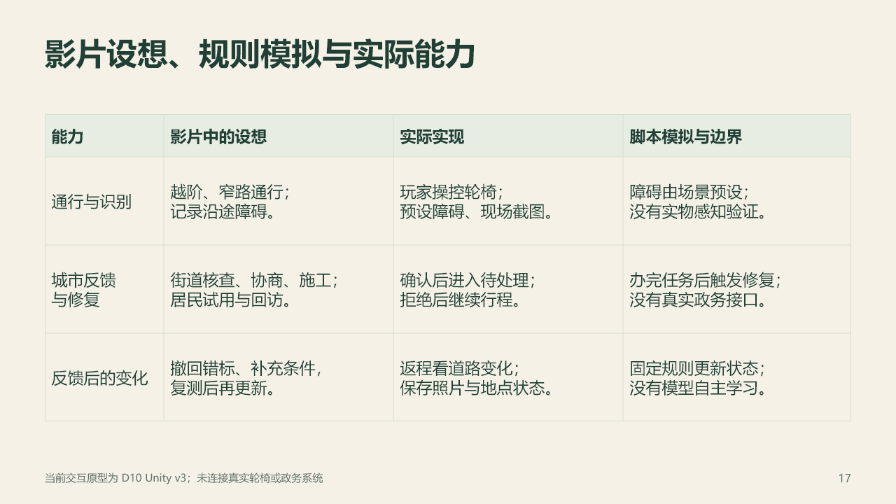 影片设想、规则模拟与实际能力
能力
影片中的设想
实际实现
脚本模拟与边界
通行与识别
越阶、窄路通行；
记录沿途障碍。
玩家操控轮椅；
预设障碍、现场截图。
障碍由场景预设；
没有实物感知验证。
城市反馈
与修复
街道核查、协商、施工；
居民试用与回访。
确认后进入待处理；
拒绝后继续行程。
办完任务后触发修复；
没有真实政务接口。
反馈后的变化
撤回错标、补充条件，
复测后再更新。
返程看道路变化；
保存照片与地点状态。
固定规则更新状态；
没有模型自主学习。
当前交互原型为 D10 Unity v3；未连接真实轮椅或政务系统
17